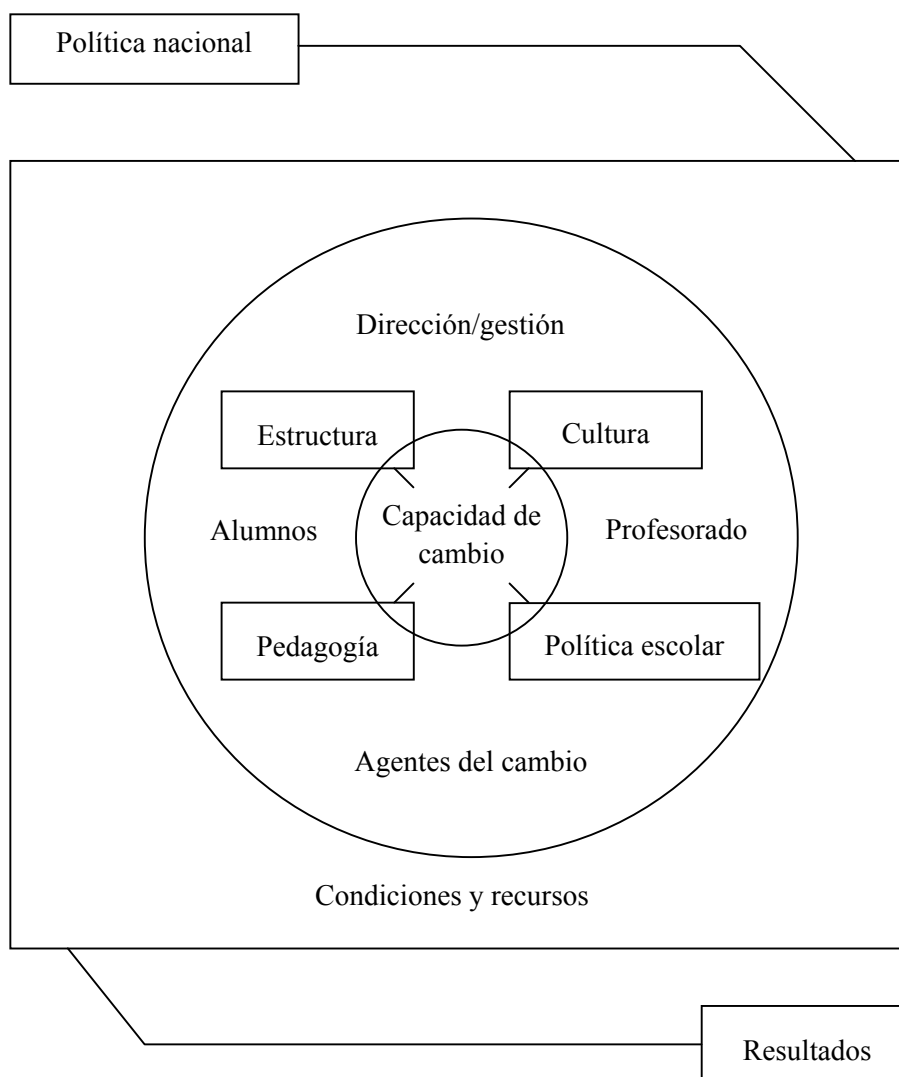 Política nacional
Dirección/gestión
Estructura
Cultura
Alumnos
Capacidad de
cambio
Profesorado
Pedagogía
Política escolar
Agentes del cambio
Condiciones y recursos
Resultados